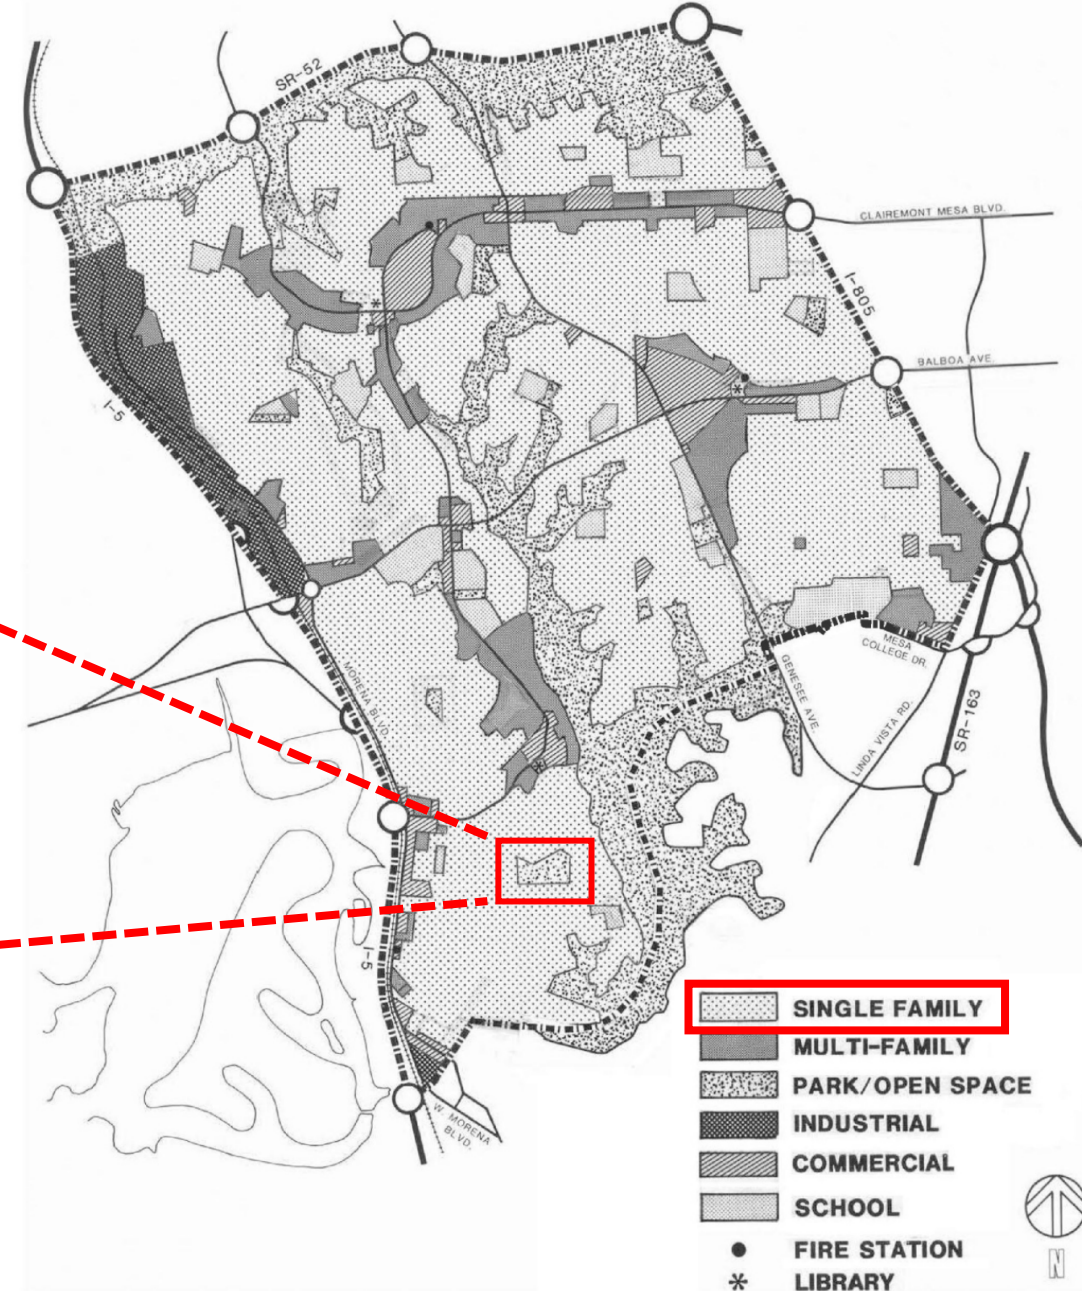 SR-52
CLAIREMONT MESA BLVD.
I-805
BALBOA AVE.
I-5
MESA
COLLEGE DR.
MORENA BLVD.
GENESEE AVE.
LINDA VISTA RD.
SR-163
I-5
W. MORENA
BLVD.
SINGLE FAMILY
MULTI-FAMILY
PARK/OPEN SPACE
INDUSTRIAL
COMMERCIAL
SCHOOL
FIRE STATION
LIBRARY
N